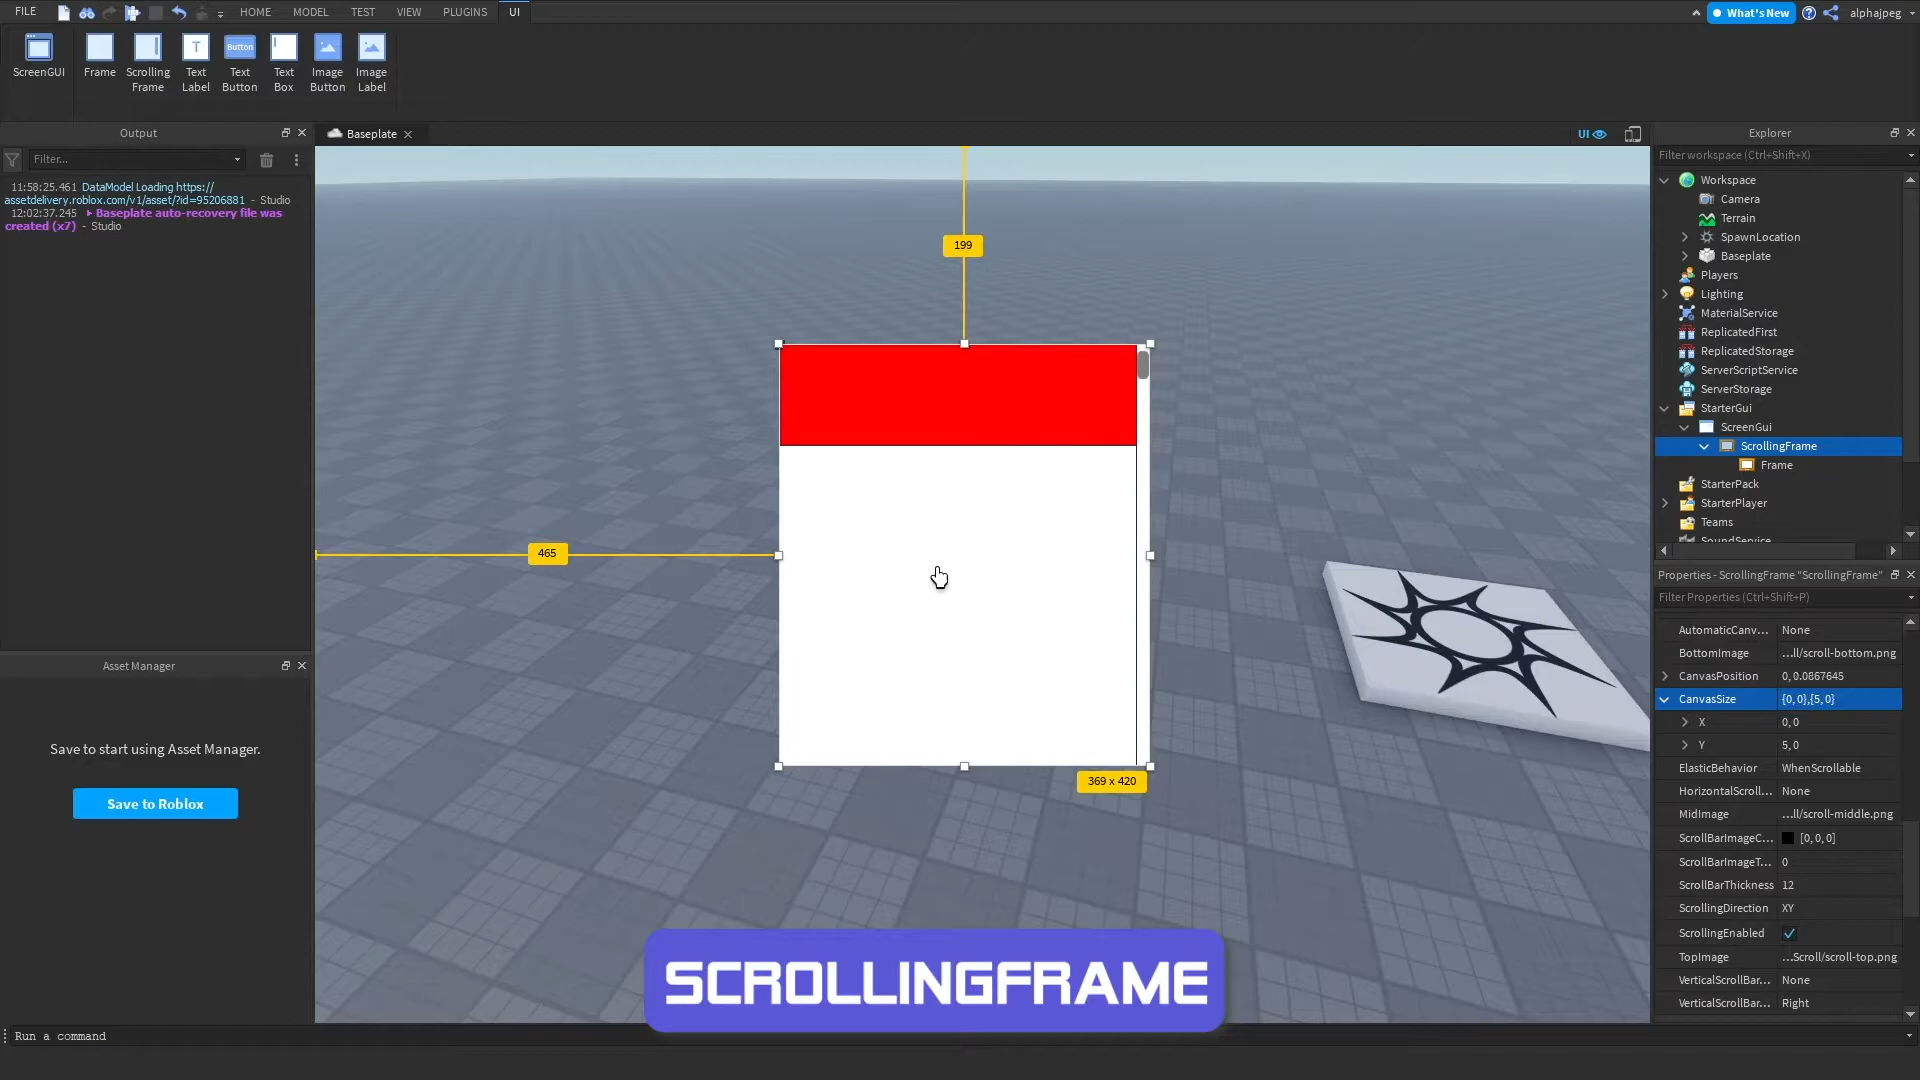 FILE
HOME
MODEL
TEST
VIEW
PLUGINS
UI
What's New
alphajpeg
ScreenGUI
Frame
Scrolling
Frame
T
Text
Label
Button
Text
Button
Text
Box
Image
Button
Image
Label
Output
Filter...
11:58:25.461 DataModel Loading https://
assetdelivery.roblox.com/v1/asset/?id=95206881 - Studio
12:02:37.245 Baseplate auto-recovery file was
created (x7) - Studio
Asset Manager
Save to start using Asset Manager.
Save to Roblox
Baseplate
UI
199
465
369 x 420
SCROLLINGFRAME
Explorer
Filter workspace (Ctrl+Shift+X)
Workspace
Camera
Terrain
SpawnLocation
Baseplate
Players
Lighting
MaterialService
ReplicatedFirst
ReplicatedStorage
ServerScriptService
ServerStorage
StarterGui
ScreenGui
ScrollingFrame
Frame
StarterPack
StarterPlayer
Teams
SoundService
Properties - ScrollingFrame "ScrollingFrame"
Filter Properties (Ctrl+Shift+P)
AutomaticCanv... None
BottomImage ...ll/scroll-bottom.png
CanvasPosition 0, 0.0867645
CanvasSize {0, 0},{5, 0}
X 0, 0
Y 5, 0
ElasticBehavior WhenScrollable
HorizontalScroll... None
MidImage ...ll/scroll-middle.png
ScrollBarImageC... [0, 0, 0]
ScrollBarImageT... 0
ScrollBarThickness 12
ScrollingDirection XY
ScrollingEnabled
TopImage ...Scroll/scroll-top.png
VerticalScrollBar... None
VerticalScrollBar... Right
Run a command